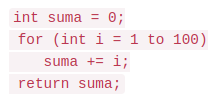 int suma = 0;
for (int i = 1 to 100)
suma += i;
return suma;